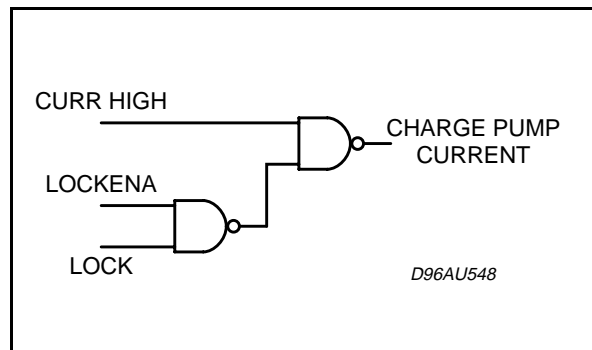 CURR HIGH
CHARGE PUMP
CURRENT
LOCKENA
LOCK
D96AU548